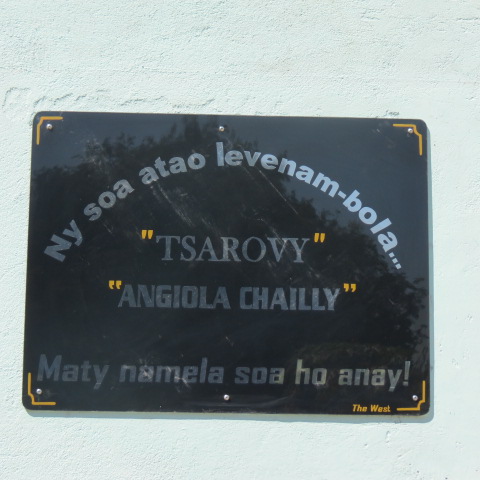 Ny soa atao levenam-bola...
"TSAROVY"
"ANGIOLA CHAILLY"
Maty namela soa ho anay!
The West